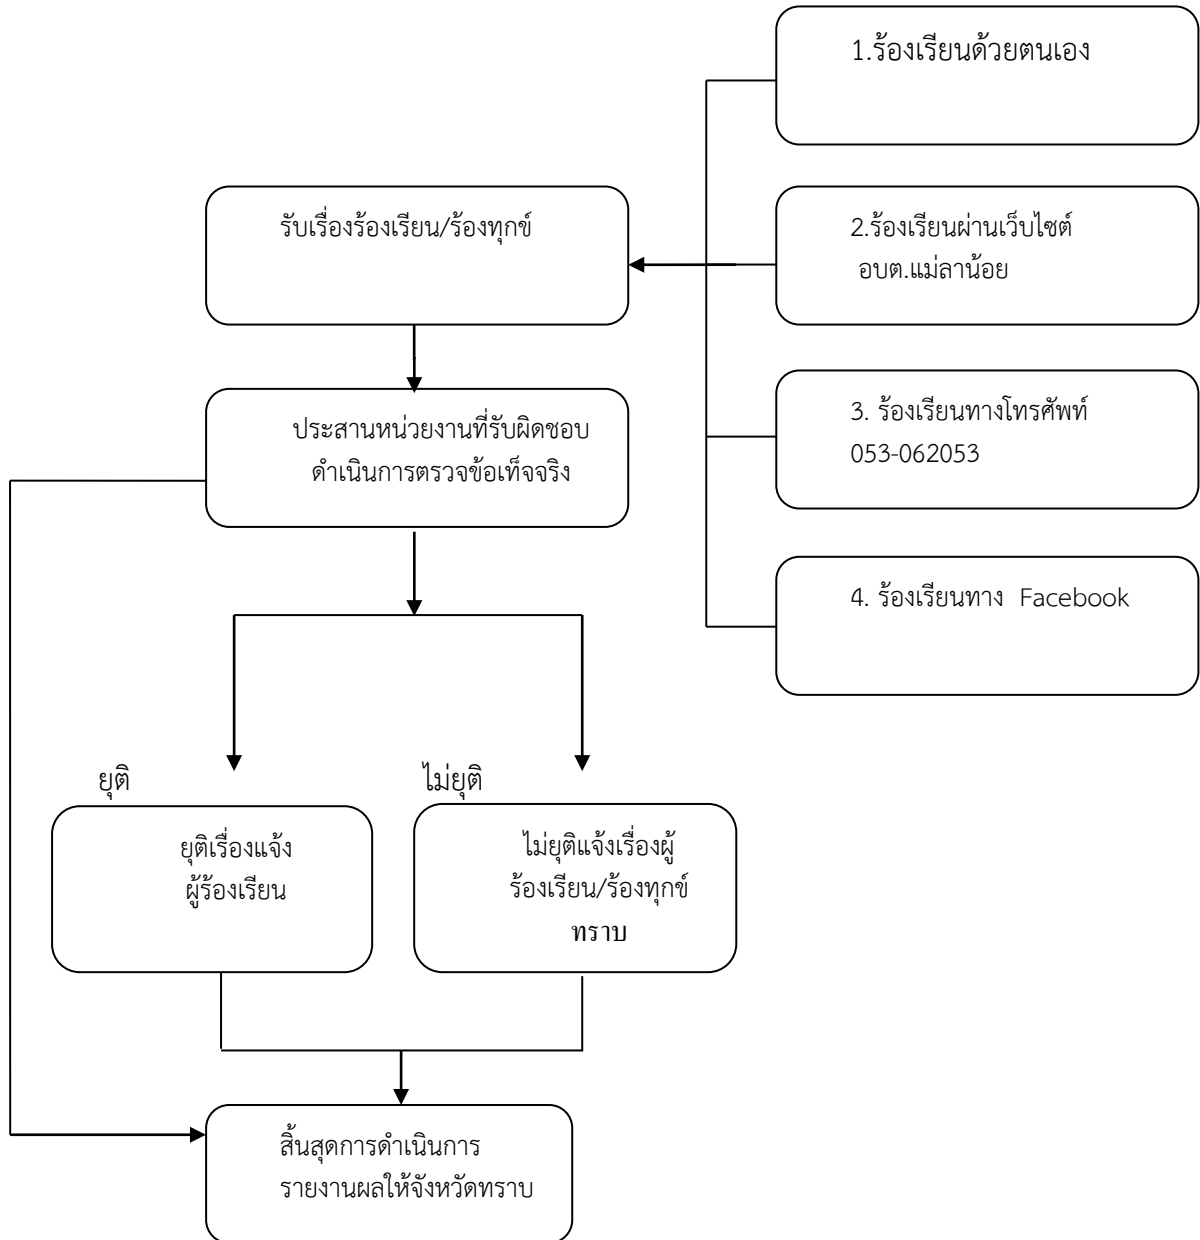 1.ร้องเรียนด้วยตนเอง
รับเรื่องร้องเรียน/ร้องทุกข์
2.ร้องเรียนผ่านเว็บไซต์
อบต.แม่ลาน้อย
3. ร้องเรียนทางโทรศัพท์
053-062053
ประสานหน่วยงานที่รับผิดชอบ
ดำเนินการตรวจข้อเท็จจริง
4. ร้องเรียนทาง Facebook
ยุติ
ไม่ยุติ
ยุติเรื่องแจ้ง
ผู้ร้องเรียน
ไม่ยุติแจ้งเรื่องผู้
ร้องเรียน/ร้องทุกข์
ทราบ
สิ้นสุดการดำเนินการ
รายงานผลให้จังหวัดทราบ